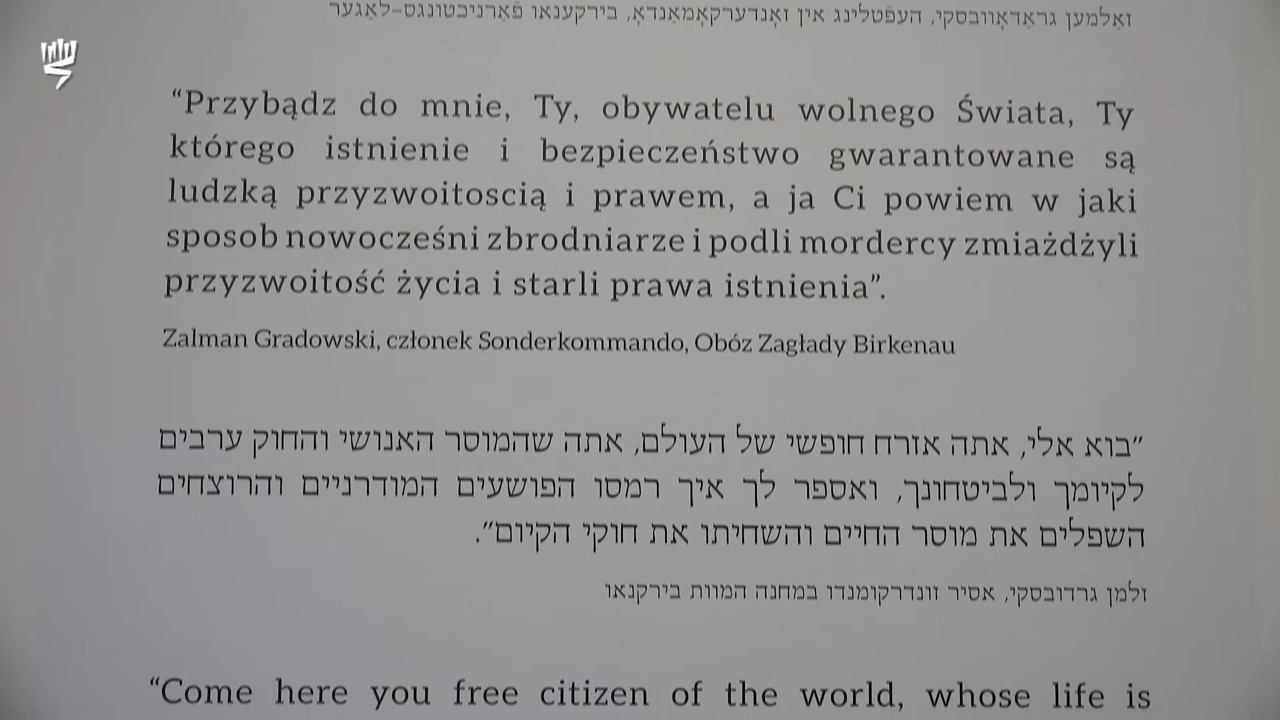 זאַלמען גראַדאָווסקי, העפטלינג אין זאָנדערקאָמאַנדאָ, בירקענאו פאַרניכטונגס–לאַגער
“Przybądz do mnie, Ty, obywatelu wolnego Świata, Ty
którego istnienie i bezpieczeństwo gwarantowane są
ludzką przyzwoitoscią i prawem, a ja Ci powiem w jaki
sposob nowocześni zbrodniarze i podli mordercy zmiażdżyli
przyzwoitość życia i starli prawa istnienia”.
Zalman Gradowski, członek Sonderkommando, Obóz Zagłady Birkenau
״בוא אלי, אתה אזרח חופשי של העולם, אתה שהמוסר האנושי והחוק ערבים
לקיומך ולביטחונך, ואספר לך איך רמסו הפושעים המודרניים והרוצחים
השפלים את מוסר החיים והשחיתו את חוקי הקיום״.
זלמן גרדובסקי, אסיר זונדרקומנדו במחנה המוות בירקנאו
“Come here you free citizen of the world, whose life is